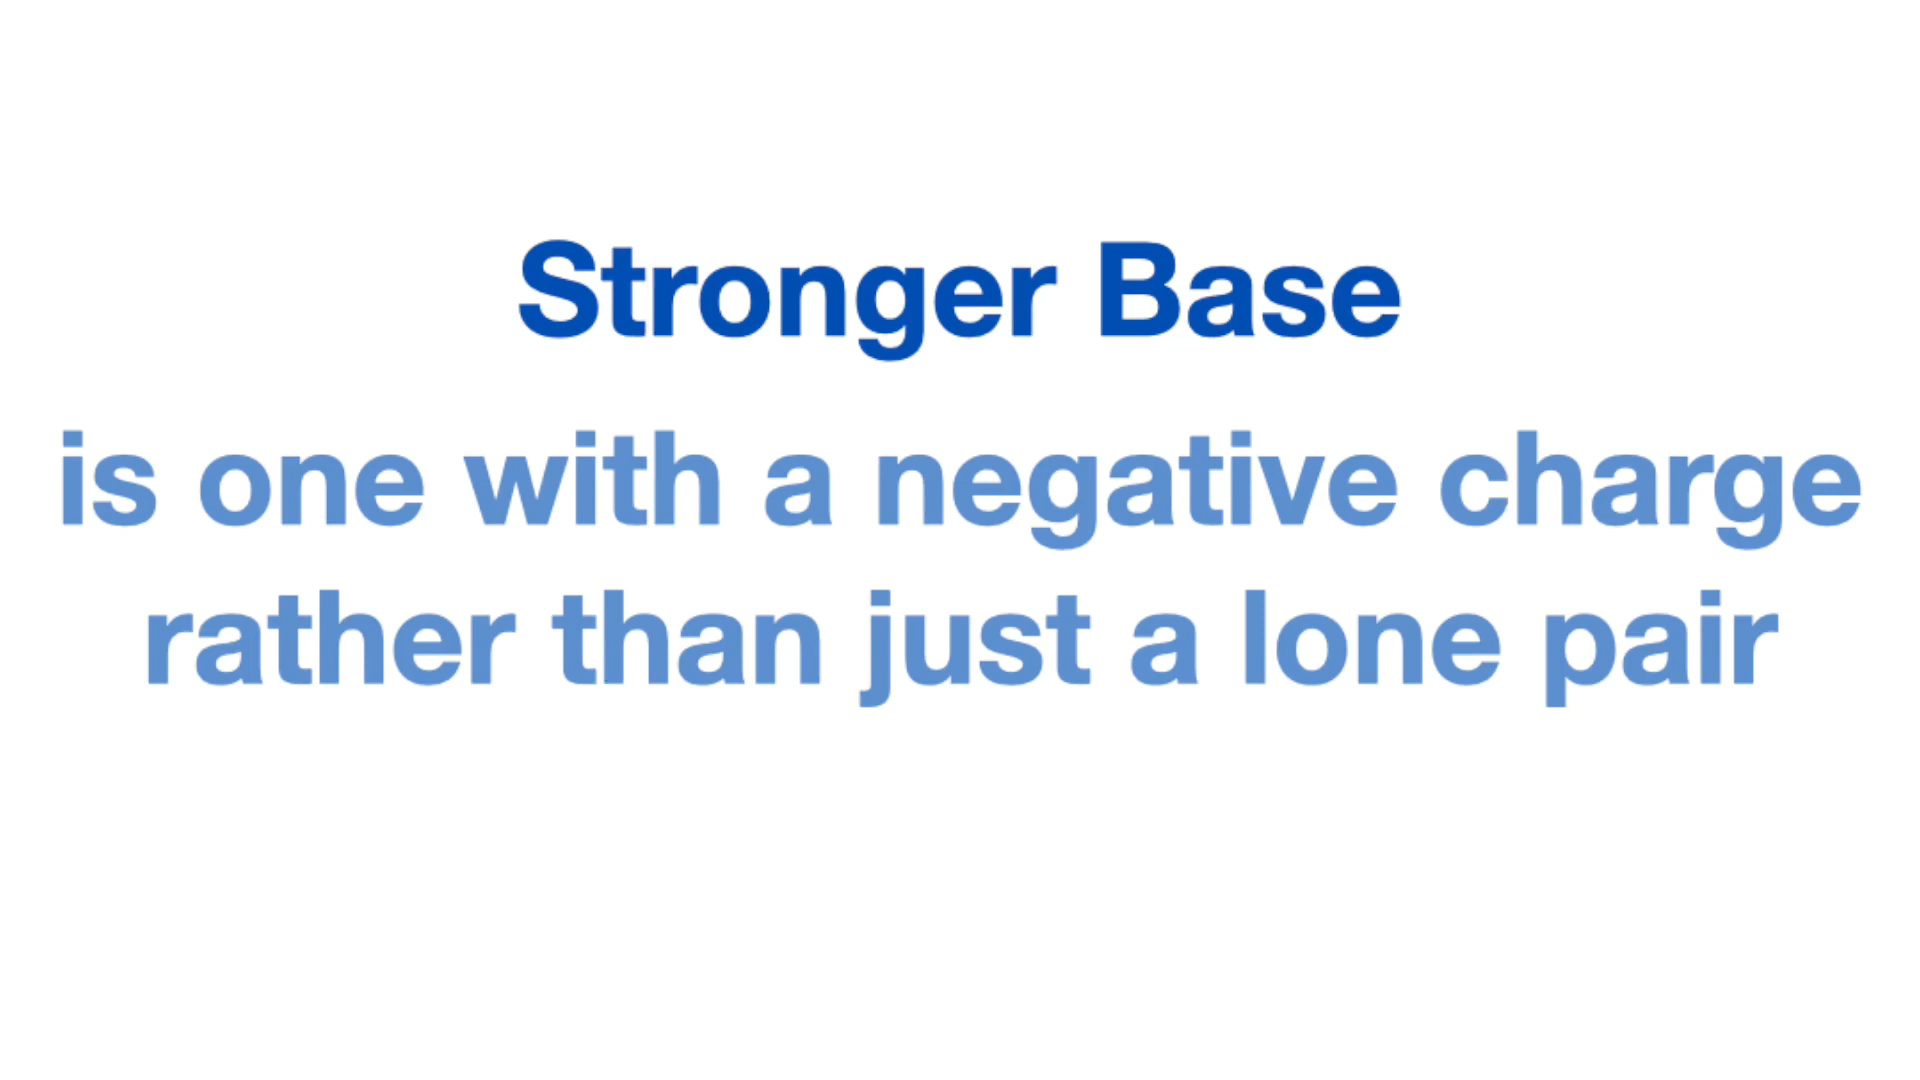 Stronger Base
is one with a negative charge
rather than just a lone pair